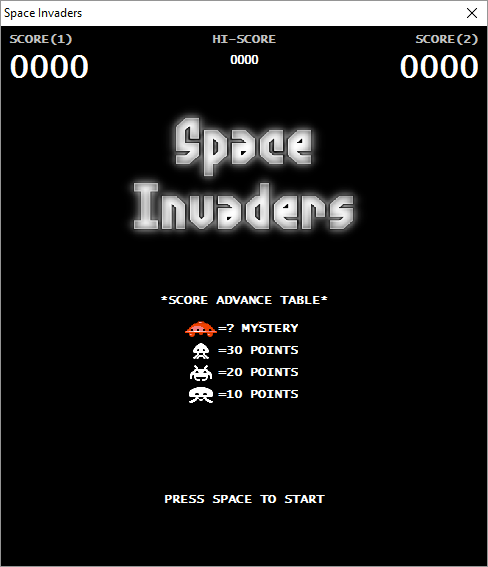 Space Invaders
SCORE(1) HI-SCORE SCORE(2)
0000 0000 0000
Space
Invaders
*SCORE ADVANCE TABLE*
=? MYSTERY
=30 POINTS
=20 POINTS
=10 POINTS
PRESS SPACE TO START